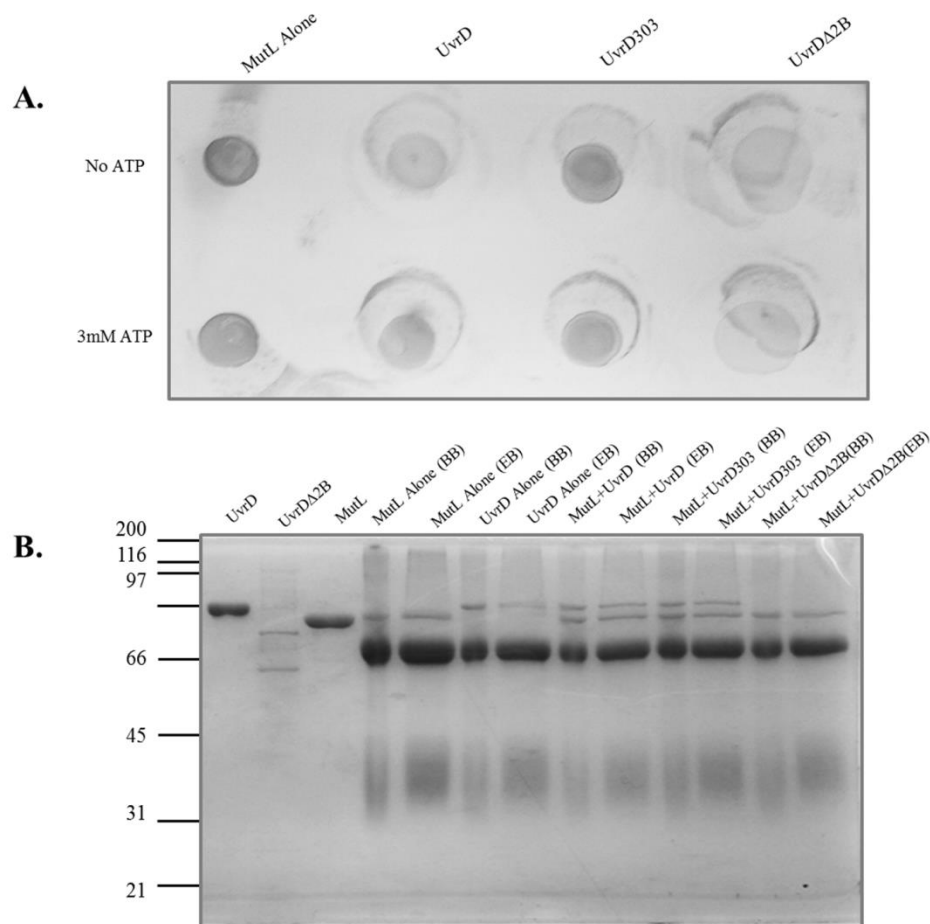 MutL Alone UvrD UvrD303 UvrDΔ2B
A.
No ATP
3mM ATP
UvrD UvrDΔ2B MutL MutL Alone (BB) MutL Alone (EB) UvrD Alone (BB) UvrD Alone (EB) MutL+UvrD (BB) MutL+UvrD (EB) MutL+UvrD303 (BB) MutL+UvrD303 (EB) MutL+UvrDΔ2B(BB) MutL+UvrDΔ2B(EB)
B.
200
116
97
66
45
31
21